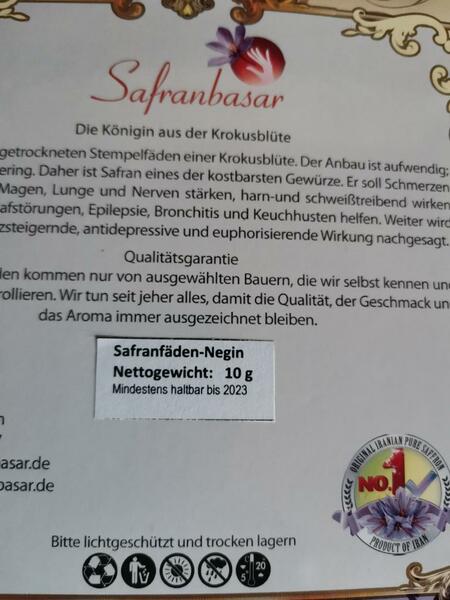 Safranbasar
Die Königin aus der Krokusblüte
getrockneten Stempelfäden einer Krokusblüte. Der Anbau ist aufwendig;
ering. Daher ist Safran eines der kostbarsten Gewürze. Er soll Schmerzen
Magen, Lunge und Nerven stärken, harn-und schweißtreibend wirken
afstörungen, Epilepsie, Bronchitis und Keuchhusten helfen. Weiter wird
zsteigernde, antidepressive und euphorisierende Wirkung nachgesagt.
Qualitätsgarantie
den kommen nur von ausgewählten Bauern, die wir selbst kennen und
rollieren. Wir tun seit jeher alles, damit die Qualität, der Geschmack un
das Aroma immer ausgezeichnet bleiben.
Safranfäden-Negin
Nettogewicht: 10 g
Mindestens haltbar bis 2023
asar.de
basar.de
ORIGINAL IRANIAN PURE SAFFRON
NO.1
PRODUCT OF IRAN
Bitte lichtgeschützt und trocken lagern
5 20